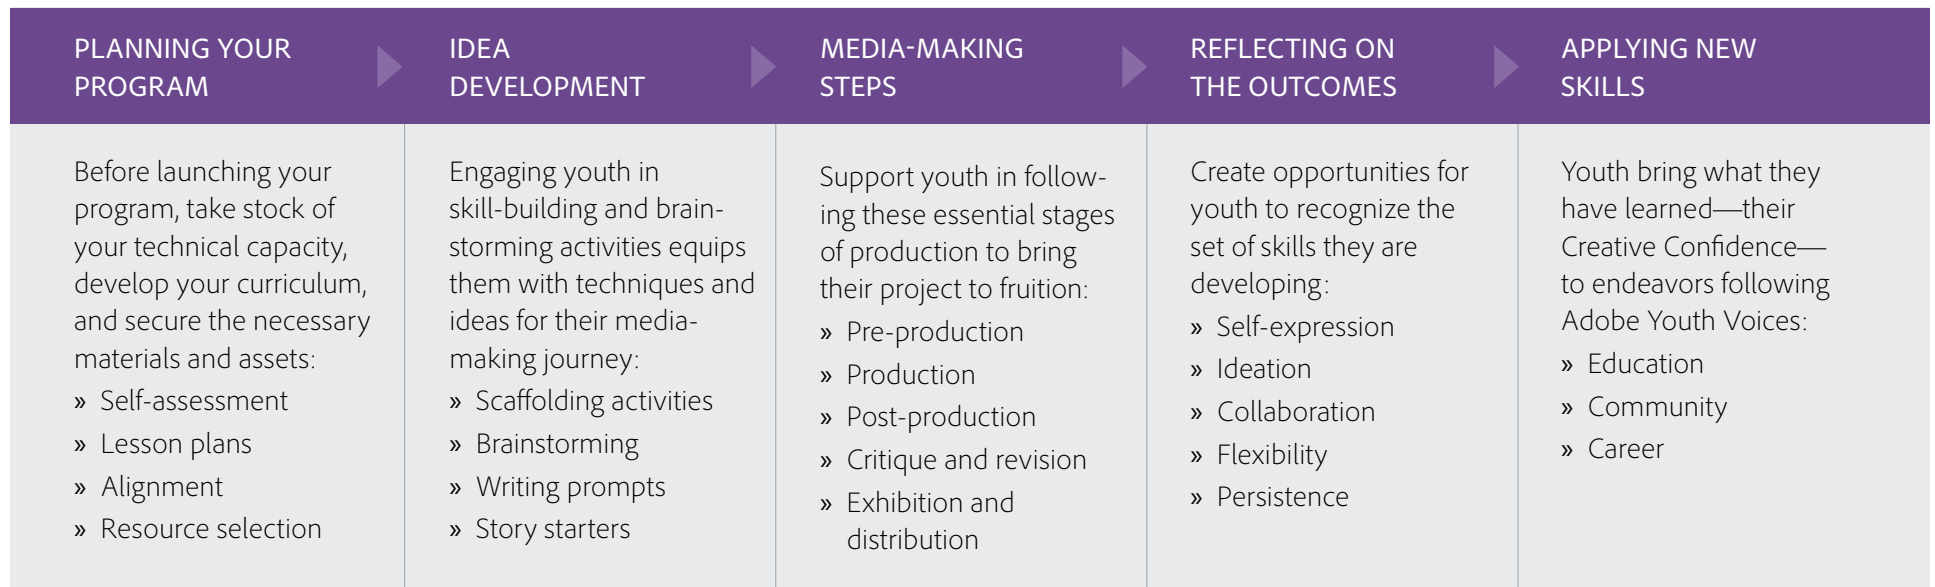 PLANNING YOUR
PROGRAM
Before launching your
program, take stock of
your technical capacity,
develop your curriculum,
and secure the necessary
materials and assets:
» Self-assessment
» Lesson plans
» Alignment
» Resource selection
IDEA
DEVELOPMENT
Engaging youth in
skill-building and brain-
storming activities equips
them with techniques and
ideas for their media-
making journey:
» Scaffolding activities
» Brainstorming
» Writing prompts
» Story starters
MEDIA-MAKING
STEPS
Support youth in follow-
ing these essential stages
of production to bring
their project to fruition:
» Pre-production
» Production
» Post-production
» Critique and revision
» Exhibition and
distribution
REFLECTING ON
THE OUTCOMES
Create opportunities for
youth to recognize the
set of skills they are
developing:
» Self-expression
» Ideation
» Collaboration
» Flexibility
» Persistence
APPLYING NEW
SKILLS
Youth bring what they
have learned—their
Creative Confidence—
to endeavors following
Adobe Youth Voices:
» Education
» Community
» Career